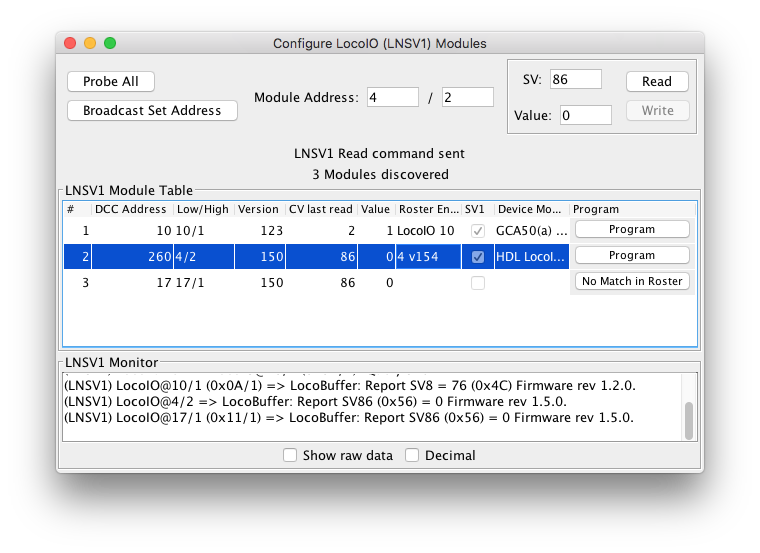 Configure LocoIO (LNSV1) Modules
Probe All
Broadcast Set Address
Module Address: 4 / 2
SV: 86 Read
Value: 0 Write
LNSV1 Read command sent
3 Modules discovered
LNSV1 Module Table
# DCC Address Low/High Version CV last read Value Roster En... SV1 Device Mo... Program
1 10 10/1 123 2 1 LocoIO 10 GCA50(a) ... Program
2 260 4/2 150 86 0 4 v154 HDL LocoI... Program
3 17 17/1 150 86 0 No Match in Roster
LNSV1 Monitor
(LNSV1) LocoIO@10/1 (0x0A/1) => LocoBuffer: Report SV8 = 76 (0x4C) Firmware rev 1.2.0.
(LNSV1) LocoIO@4/2 => LocoBuffer: Report SV86 (0x56) = 0 Firmware rev 1.5.0.
(LNSV1) LocoIO@17/1 (0x11/1) => LocoBuffer: Report SV86 (0x56) = 0 Firmware rev 1.5.0.
Show raw data Decimal